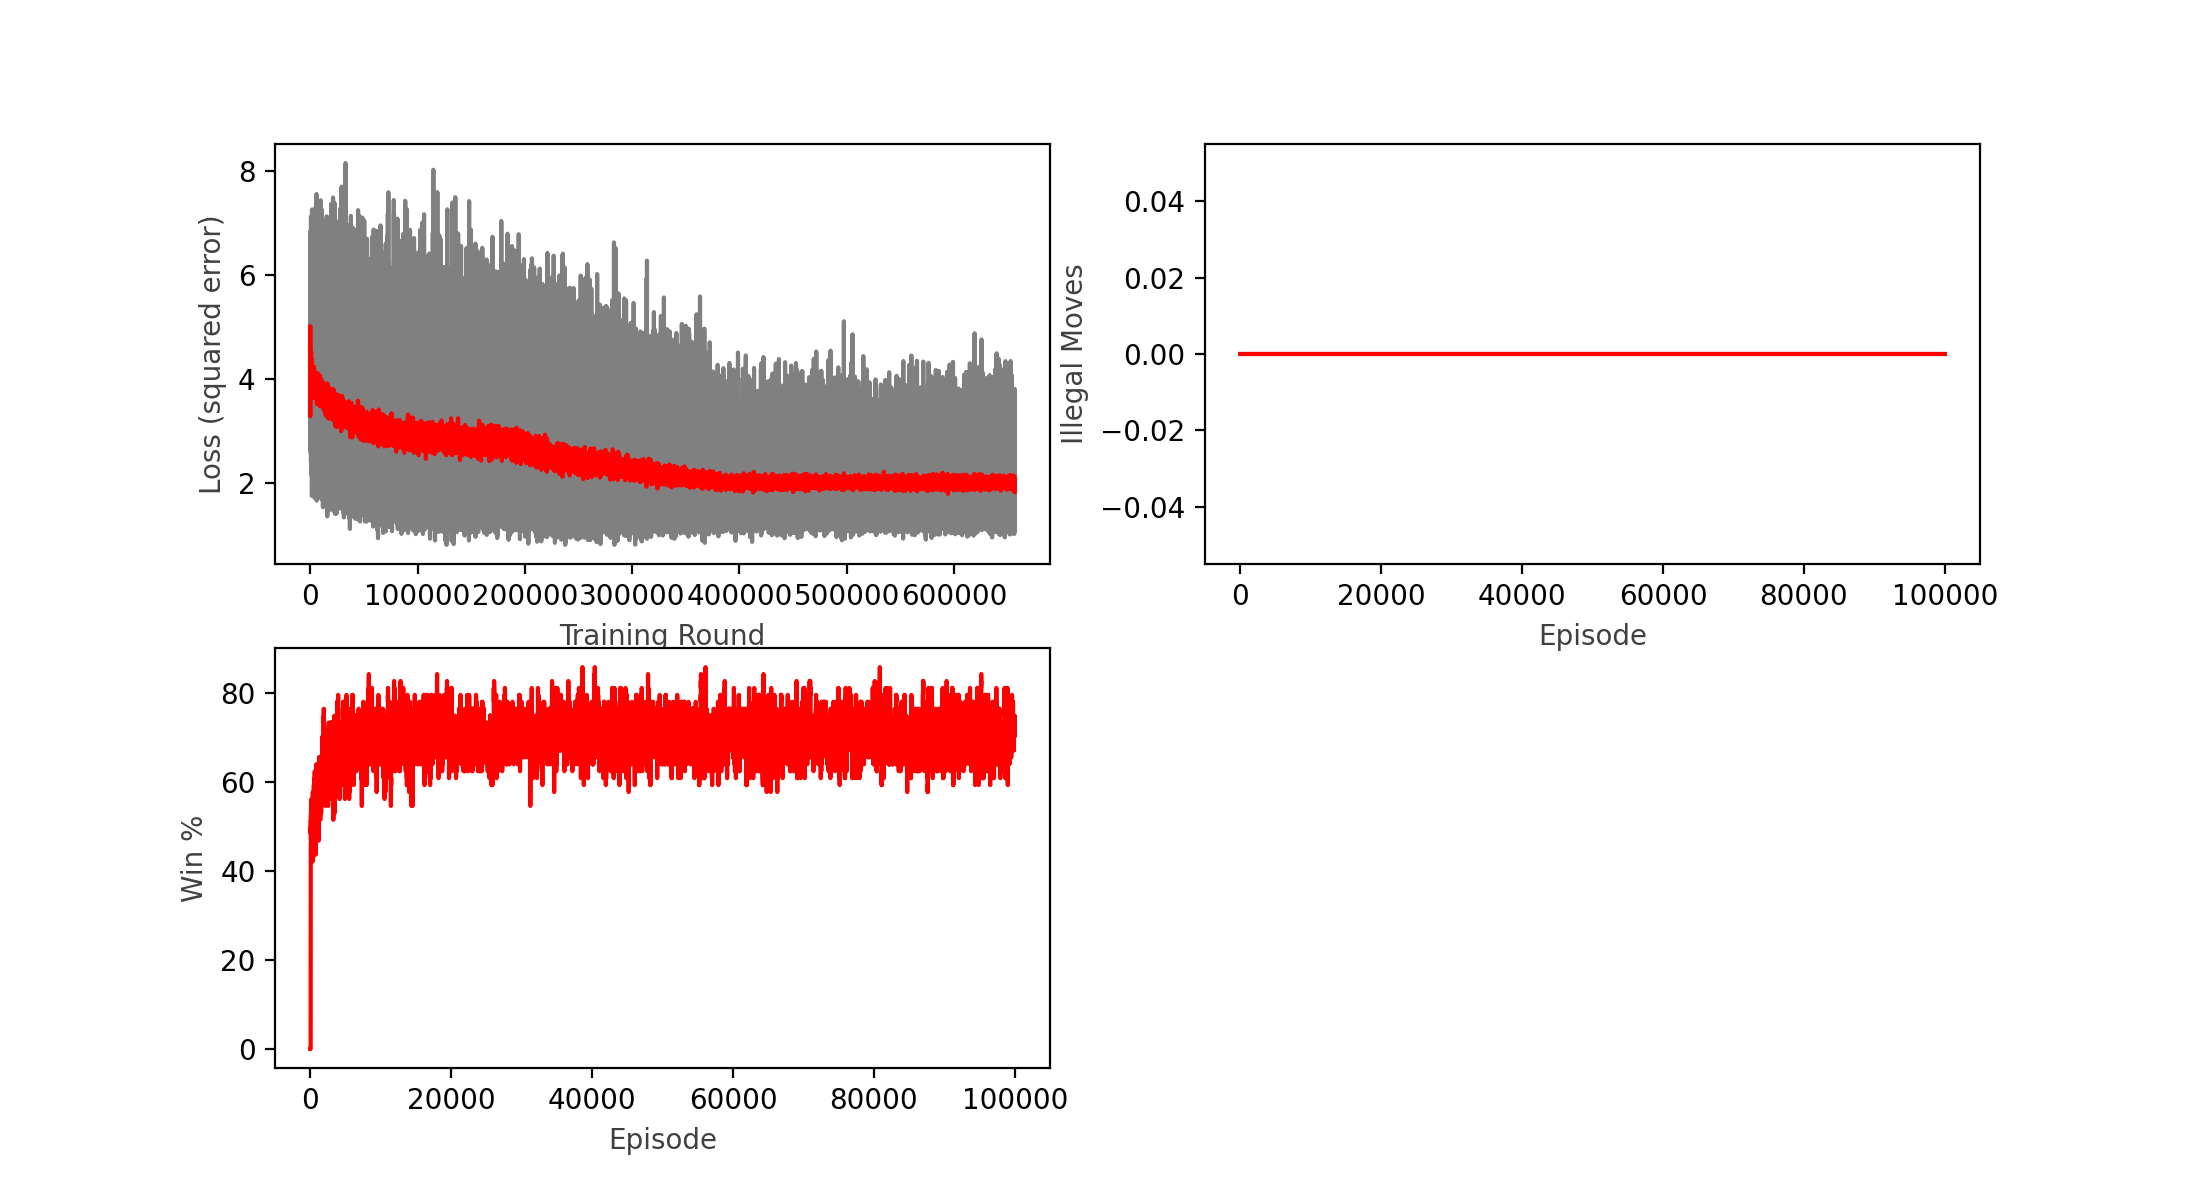 8
6
4
2
Loss (squared error)
0 100000 200000 300000 400000 500000 600000
Training Round
0.04
0.02
0.00
−0.02
−0.04
Illegal Moves
0 20000 40000 60000 80000 100000
Episode
80
60
40
20
0
Win %
0 20000 40000 60000 80000 100000
Episode